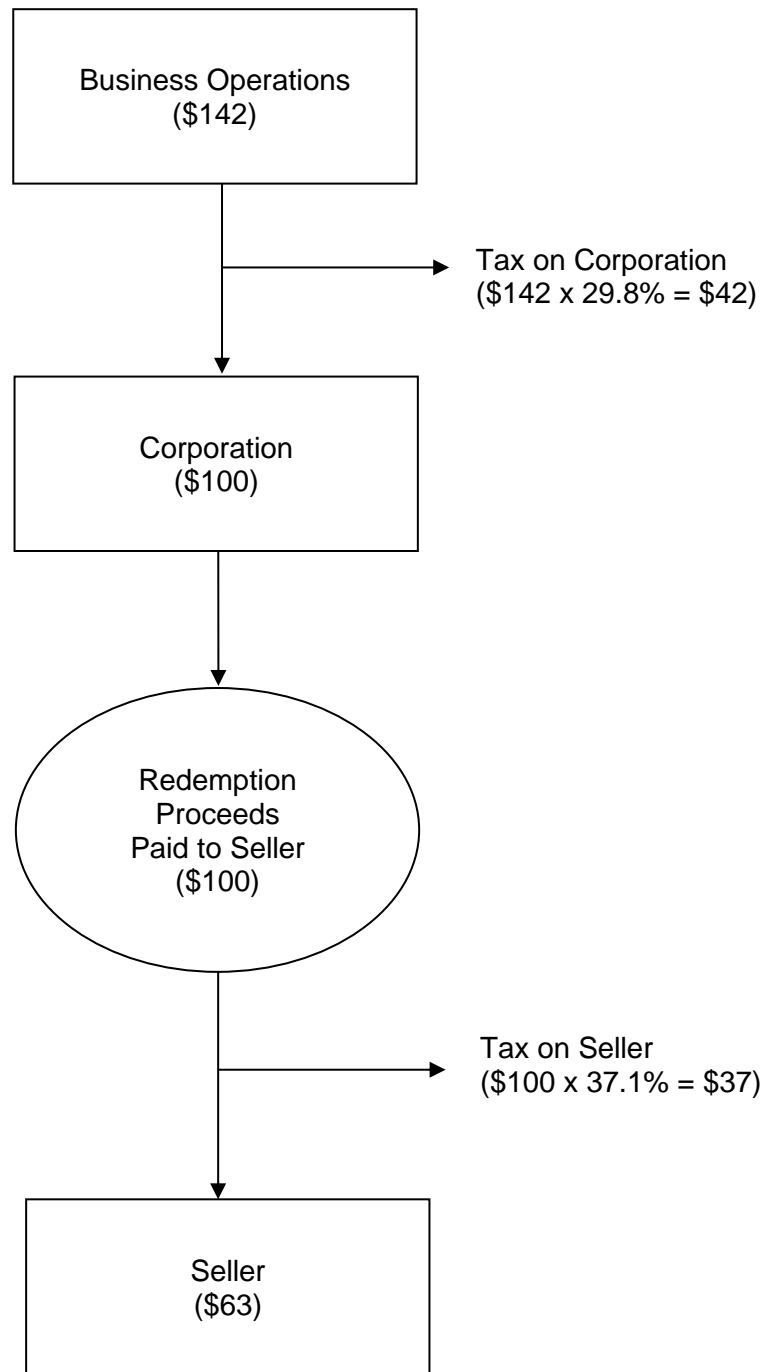 Business Operations
($142)
Tax on Corporation
($142 x 29.8% = $42)
Corporation
($100)
Redemption
Proceeds
Paid to Seller
($100)
Tax on Seller
($100 x 37.1% = $37)
Seller
($63)